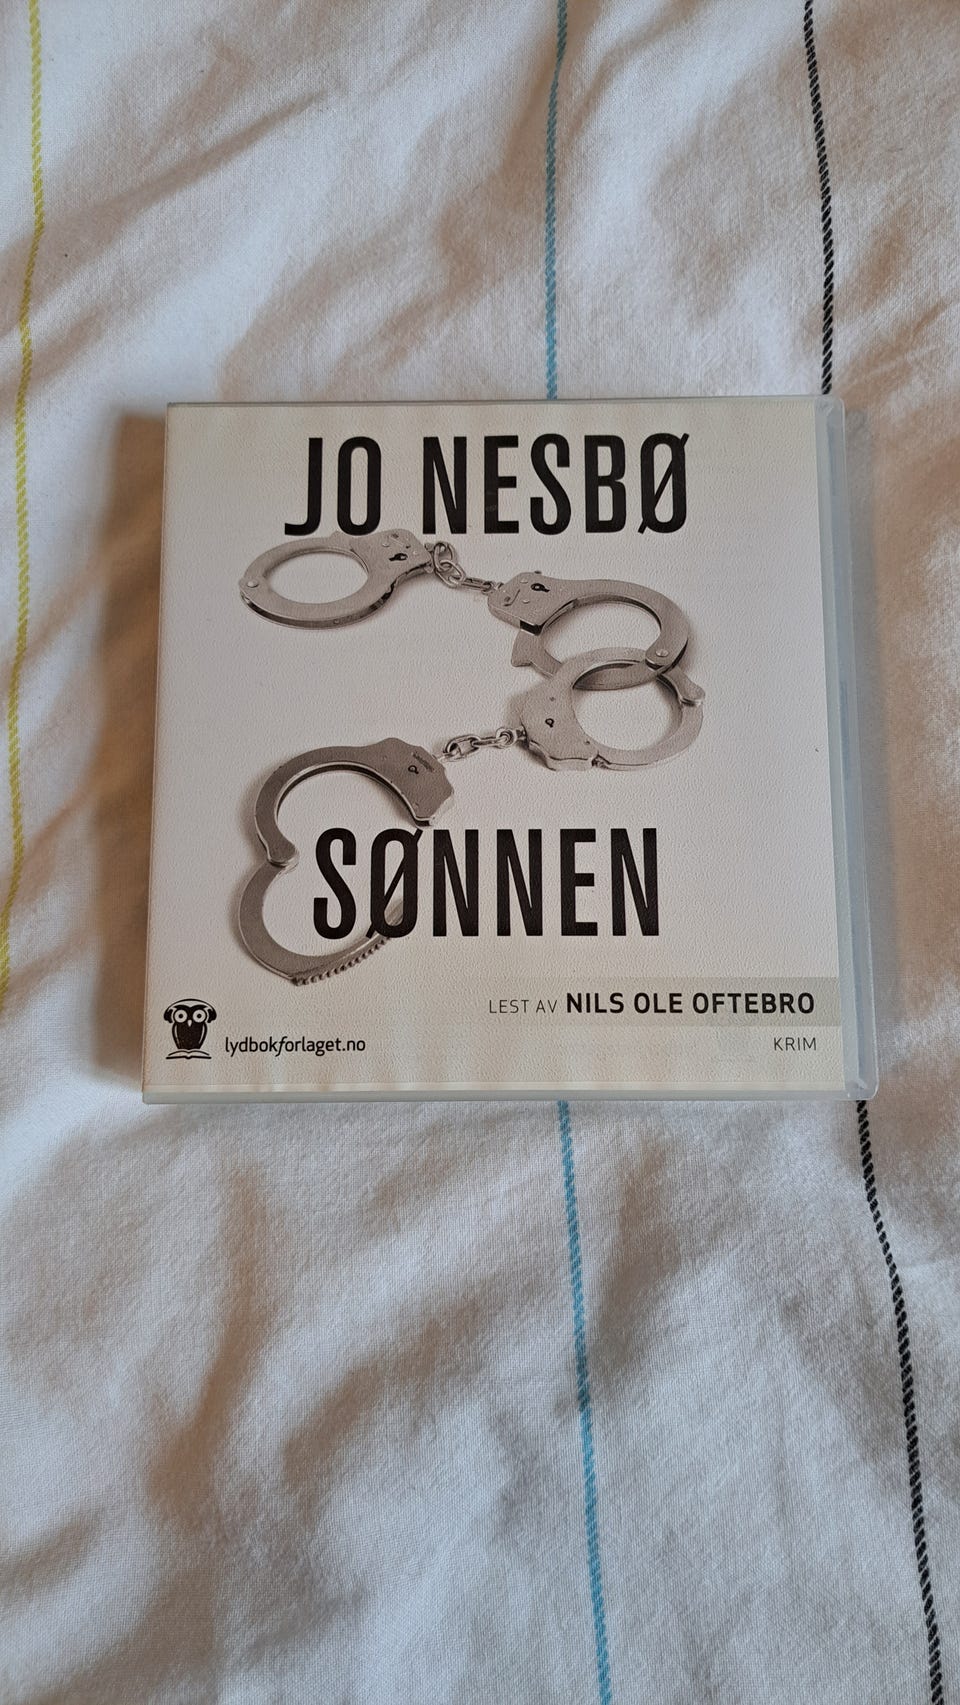 JO NESBØ
SØNNEN
LEST AV NILS OLE OFTEBRO
lydbokforlaget.no
KRIM